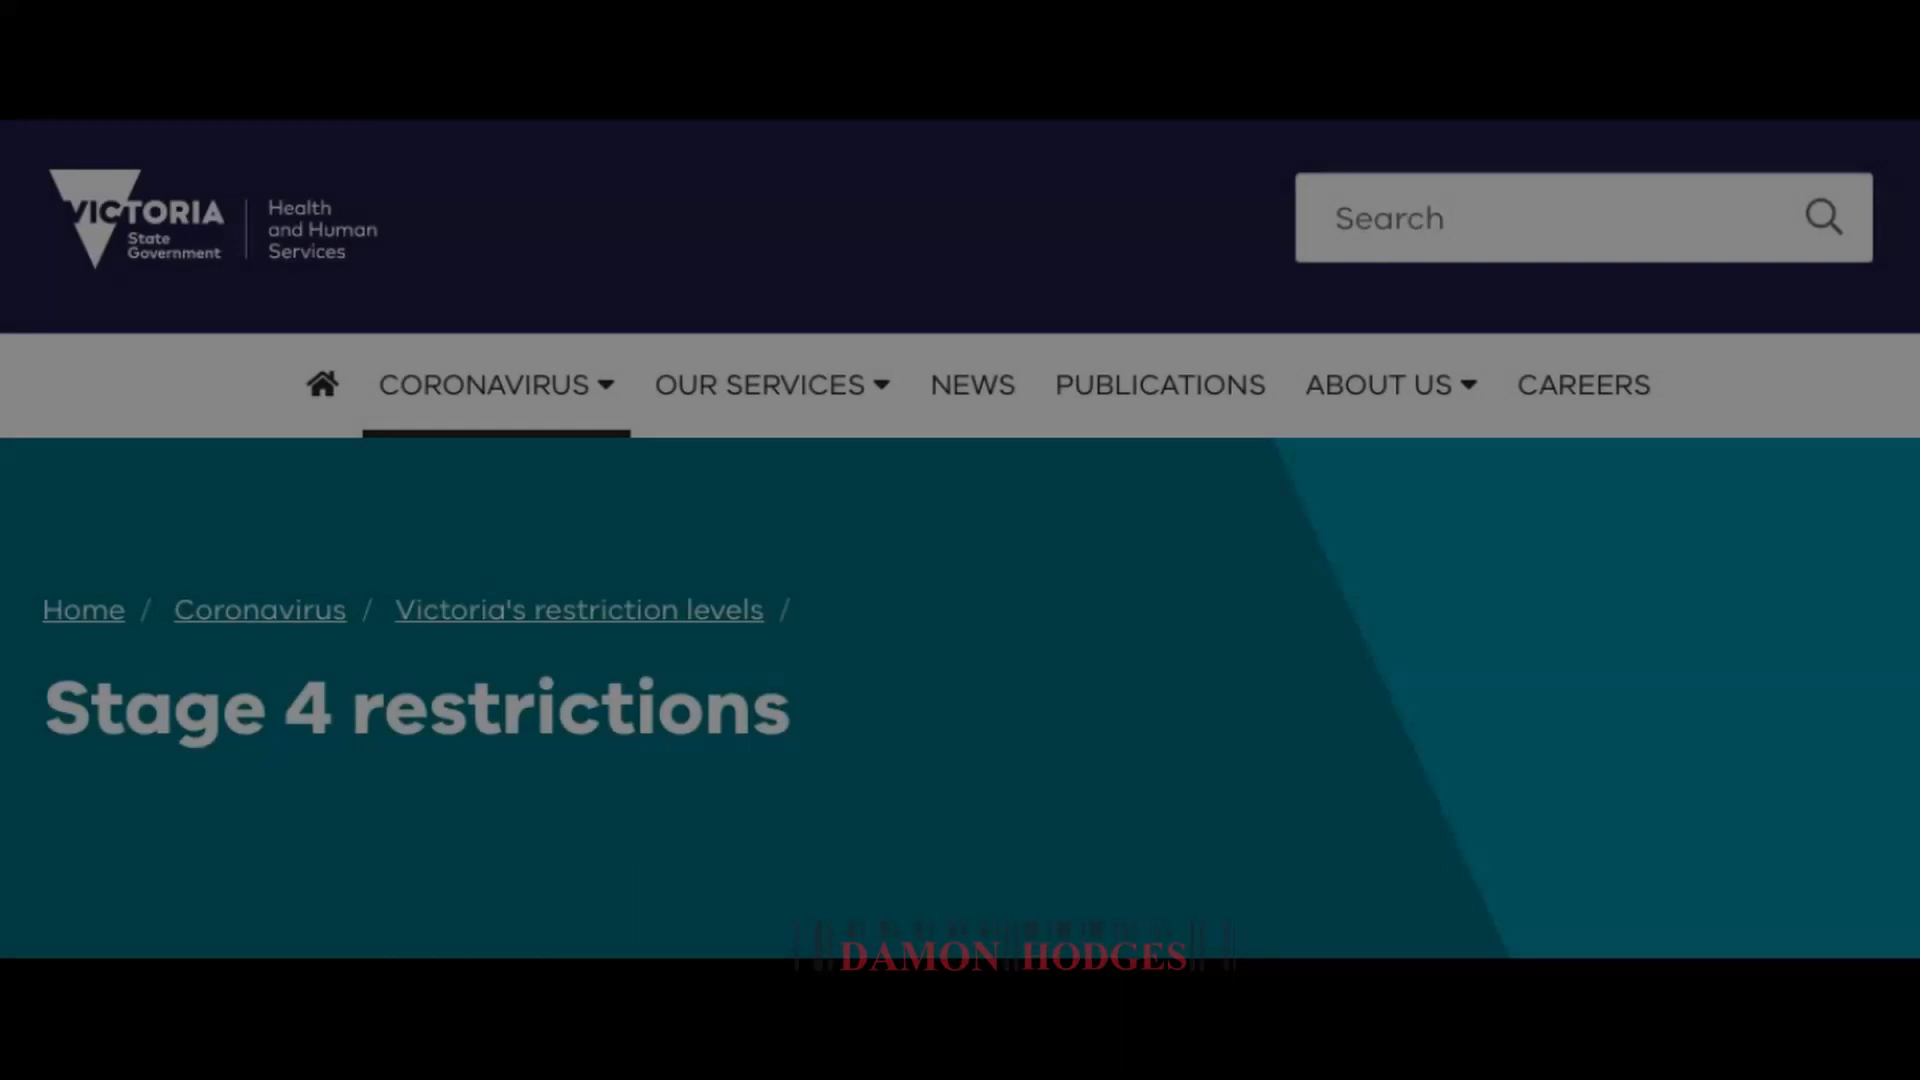 VICTORIA
State
Government
Health
and Human
Services
Search
CORONAVIRUS OUR SERVICES NEWS PUBLICATIONS ABOUT US CAREERS
Home / Coronavirus / Victoria's restriction levels /
Stage 4 restrictions
DAMON HODGES